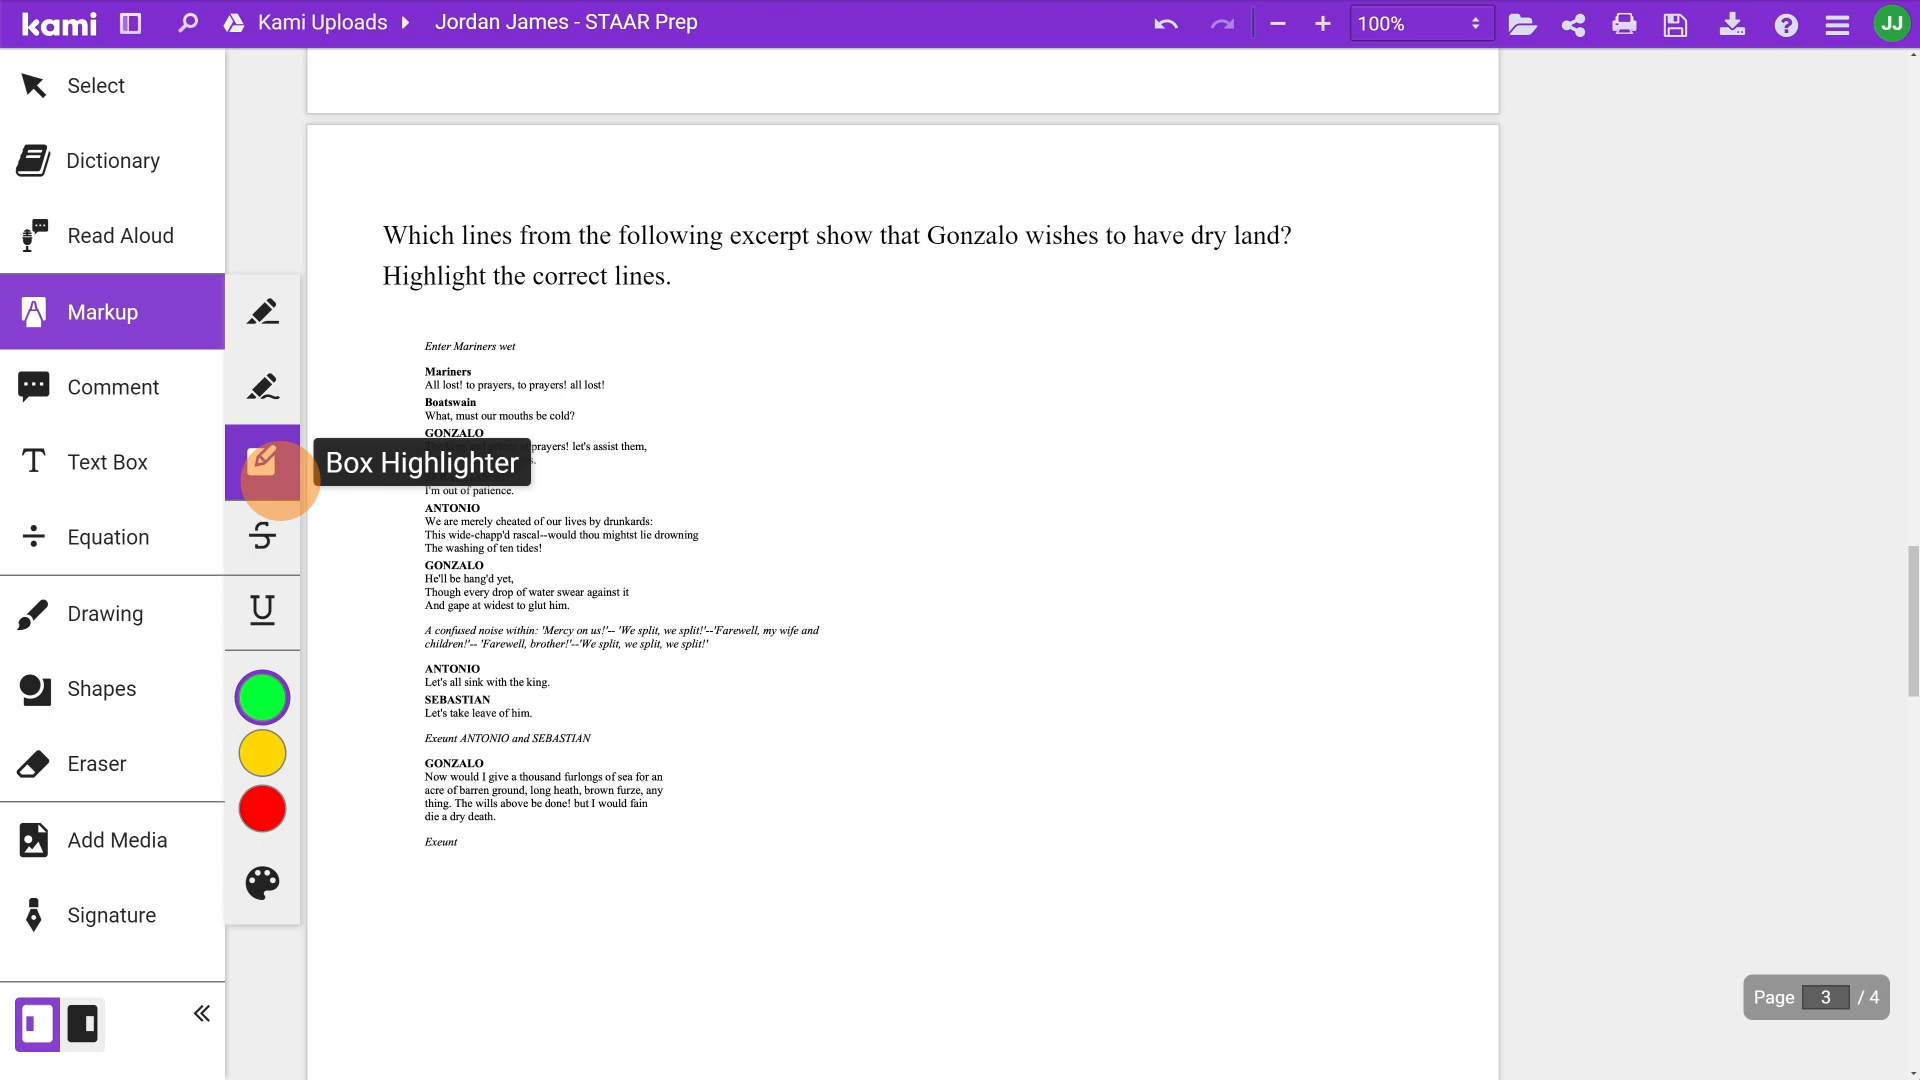 kami
Kami Uploads
Jordan James - STAAR Prep
100%
JJ
Select
Dictionary
Read Aloud
Markup
Comment
Text Box
Equation
Drawing
Shapes
Eraser
Add Media
Signature
Box Highlighter
Which lines from the following excerpt show that Gonzalo wishes to have dry land?
Highlight the correct lines.
Enter Mariners wet
Mariners
All lost! to prayers, to prayers! all lost!
Boatswain
What, must our mouths be cold?
GONZALO
prayers! let's assist them,
I'm out of patience.
ANTONIO
We are merely cheated of our lives by drunkards:
This wide-chapp'd rascal--would thou mightst lie drowning
The washing of ten tides!
GONZALO
He'll be hang'd yet,
Though every drop of water swear against it
And gape at widest to glut him.
A confused noise within: 'Mercy on us!'-- 'We split, we split!'--'Farewell, my wife and
children!'-- 'Farewell, brother!'--'We split, we split, we split!'
ANTONIO
Let's all sink with the king.
SEBASTIAN
Let's take leave of him.
Exeunt ANTONIO and SEBASTIAN
GONZALO
Now would I give a thousand furlongs of sea for an
acre of barren ground, long heath, brown furze, any
thing. The wills above be done! but I would fain
die a dry death.
Exeunt
Page 3 / 4